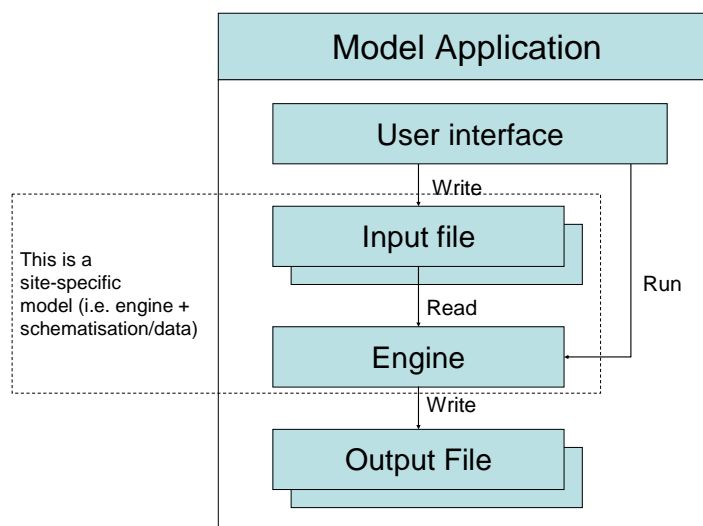 Model Application
User interface
Write
Input file
This is a
site-specific
model (i.e. engine +
schematisation/data)
Run
Read
Engine
Write
Output File